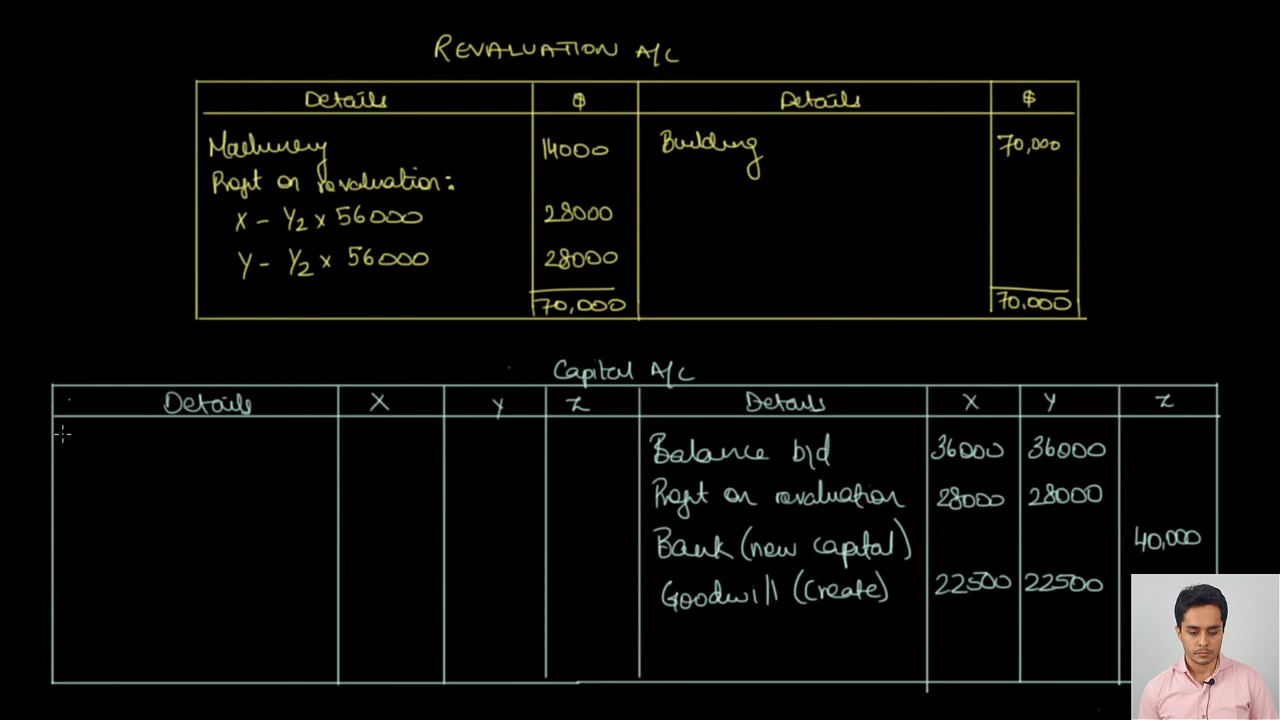 REVALUATION A/C
Details $ Details $
Machinery 14000 Building 70,000
Profit on revaluation:
X - 1/2 x 56000 28000
Y - 1/2 x 56000 28000
70,000 70,000
Capital A/C
Details X Y Z Details X Y Z
Balance b/d 36000 36000
Profit on revaluation 28000 28000
Bank (new capital) 40,000
Goodwill (Create) 22500 22500